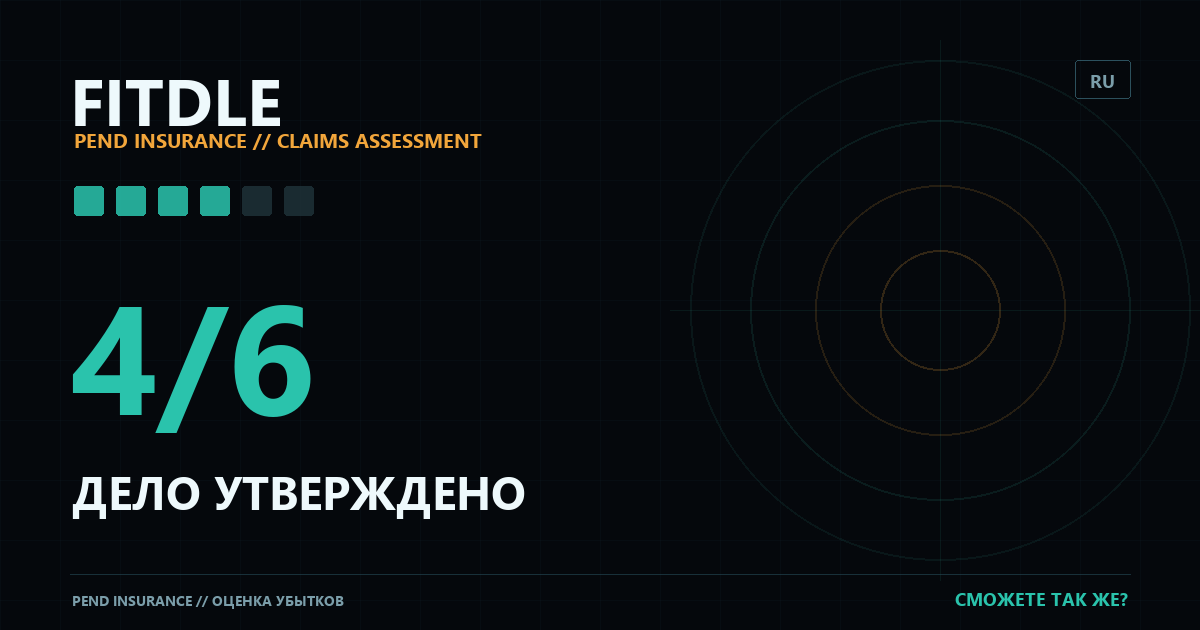 FITDLE
RU
PEND INSURANCE // CLAIMS ASSESSMENT
4/6
ДЕЛО УТВЕРЖДЕНО
PEND INSURANCE // ОЦЕНКА УБЫТКОВ
СМОЖЕТЕ ТАК ЖЕ?